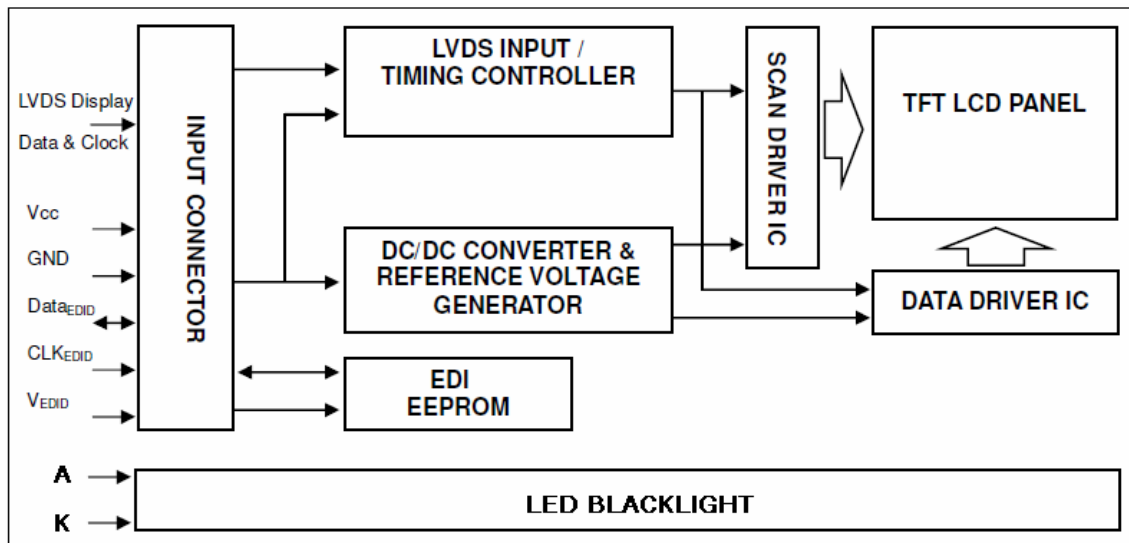 LVDS Display
Data & Clock
Vcc
GND
DataEDID
CLKEDID
VEDID
INPUT CONNECTOR
LVDS INPUT /
TIMING CONTROLLER
DC/DC CONVERTER &
REFERENCE VOLTAGE
GENERATOR
EDI
EEPROM
SCAN DRIVER IC
TFT LCD PANEL
DATA DRIVER IC
A
K
LED BLACKLIGHT